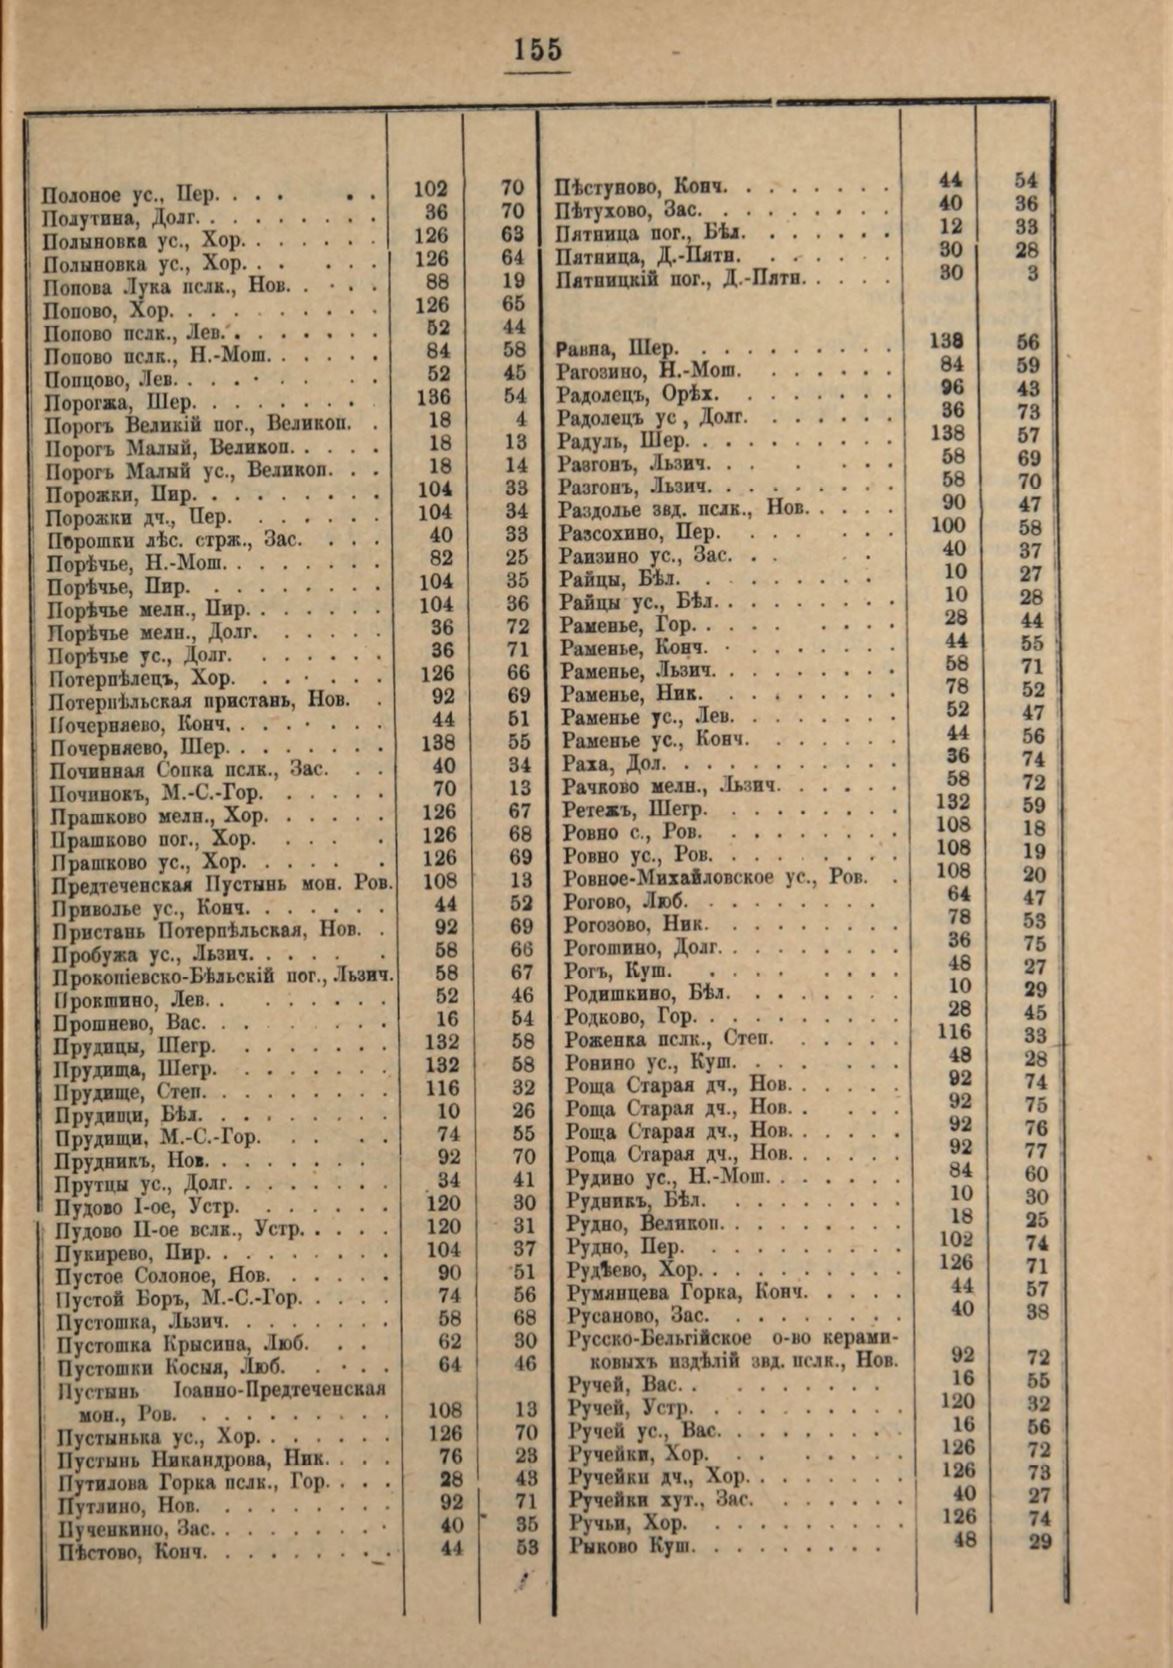 155
Полоное ус., Пер. 102 70
Полутина, Долг. 36 70
Полыновка ус., Хор. 126 63
Полыновка ус., Хор. 126 64
Попова Лука пслк., Нов. 88 19
Попово, Хор. 126 65
Попово пслк., Лев. 52 44
Попово пслк., Н.-Мош. 84 58
Попцово, Лев. 52 45
Порогжа, Шер. 136 54
Порогъ Великій пог., Великоп. 18 4
Порогъ Малый, Великоп. 18 13
Порогъ Малый ус., Великоп. 18 14
Порожки, Пир. 104 33
Порожки дч., Пер. 104 34
Порошки лѣс. стрж., Зас. 40 33
Порѣчье, Н.-Мош. 82 25
Порѣчье, Пир. 104 35
Порѣчье мелн., Пир. 104 36
Порѣчье мелн., Долг. 36 72
Порѣчье ус., Долг. 36 71
Потерпѣлецъ, Хор. 126 66
Потерпѣльская пристань, Нов. 92 69
Почерняево, Конч. 44 51
Почерняево, Шер. 138 55
Починная Сопка пслк., Зас. 40 34
Починокъ, М.-С.-Гор. 70 13
Прашково мелн., Хор. 126 67
Прашково пог., Хор. 126 68
Прашково ус., Хор. 126 69
Предтеченская Пустынь мон. Ров. 108 13
Приволье ус., Конч. 44 52
Пристань Потерпѣльская, Нов. 92 69
Пробужа ус., Льзич. 58 66
Прокопіевско-Бѣльскій пог., Льзич. 58 67
Прокшино, Лев. 52 46
Прошнево, Вас. 16 54
Прудицы, Шегр. 132 58
Прудища, Шегр. 132 58
Прудище, Степ. 116 32
Прудищи, Бѣл. 10 26
Прудищи, М.-С.-Гор. 74 55
Прудникъ, Нов. 92 70
Прутцы ус., Долг. 34 41
Пудово I-ое, Устр. 120 30
Пудово II-ое вслк., Устр. 120 31
Пукирево, Пир. 104 37
Пустое Солоное, Нов. 90 51
Пустой Боръ, М.-С.-Гор. 74 56
Пустошка, Льзич. 58 68
Пустошка Крысина, Люб. 62 30
Пустошки Косыя, Люб. 64 46
Пустынь Іоанно-Предтеченская
мон., Ров. 108 13
Пустынька ус., Хор. 126 70
Пустынь Никандрова, Ник. 76 23
Путилова Горка пслк., Гор. 28 43
Путлино, Нов. 92 71
Пученкино, Зас. 40 35
Пѣстово, Конч. 44 53
Пѣступово, Конч. 44 54
Пѣтухово, Зас. 40 36
Пятница пог., Бѣл. 12 33
Пятница, Д.-Пятн. 30 28
Пятницкій пог., Д.-Пятн. 30 3
Равна, Шер. 138 56
Рагозино, Н.-Мош. 84 59
Радолецъ, Орѣх. 96 43
Радолецъ ус, Долг. 36 73
Радуль, Шер. 138 57
Разгонъ, Льзич. 58 69
Разгонъ, Льзич. 58 70
Раздолье звд. пслк., Нов. 90 47
Разсохино, Пер. 100 58
Раизино ус., Зас. 40 37
Райцы, Бѣл. 10 27
Райцы ус., Бѣл. 10 28
Раменье, Гор. 28 44
Раменье, Конч. 44 55
Раменье, Льзич. 58 71
Раменье, Ник. 78 52
Раменье ус., Лев. 52 47
Раменье ус., Конч. 44 56
Раха, Дол. 36 74
Рачково мелн., Льзич. 58 72
Ретежъ, Шегр. 132 59
Ровно с., Ров. 108 18
Ровно ус., Ров. 108 19
Ровное-Михайловское ус., Ров. 108 20
Рогово, Люб. 64 47
Рогозово, Ник. 78 53
Рогошино, Долг. 36 75
Рогъ, Куш. 48 27
Родишкино, Бѣл. 10 29
Родково, Гор. 28 45
Роженка пслк., Степ. 116 33
Ронино ус., Куш. 48 28
Роща Старая дч., Нов. 92 74
Роща Старая дч., Нов. 92 75
Роща Старая дч., Нов. 92 76
Роща Старая дч., Нов. 92 77
Рудино ус., Н.-Мош. 84 60
Рудникъ, Бѣл. 10 30
Рудно, Великоп. 18 25
Рудно, Пер. 102 74
Рудѣево, Хор. 126 71
Румянцева Горка, Конч. 44 57
Русаново, Зас. 40 38
Русско-Бельгійское о-во керами-
ковыхъ издѣлій звд. пслк., Нов. 92 72
Ручей, Вас. 16 55
Ручей, Устр. 120 32
Ручей ус., Вас. 16 56
Ручейки, Хор. 126 72
Ручейки дч., Хор. 126 73
Ручейки хут., Зас. 40 27
Ручьи, Хор. 126 74
Рыково Куш. 48 29